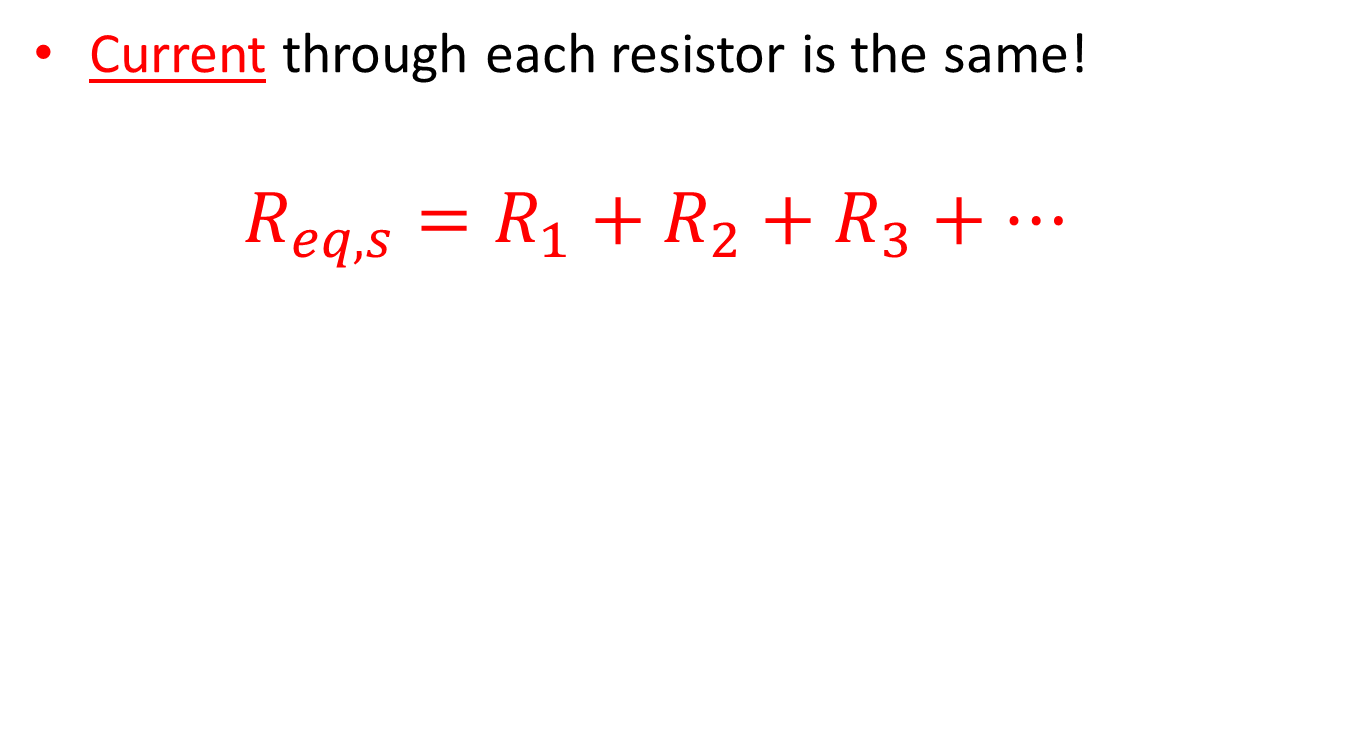 • Current through each resistor is the same!
R_{eq,s} = R_1 + R_2 + R_3 + ⋯